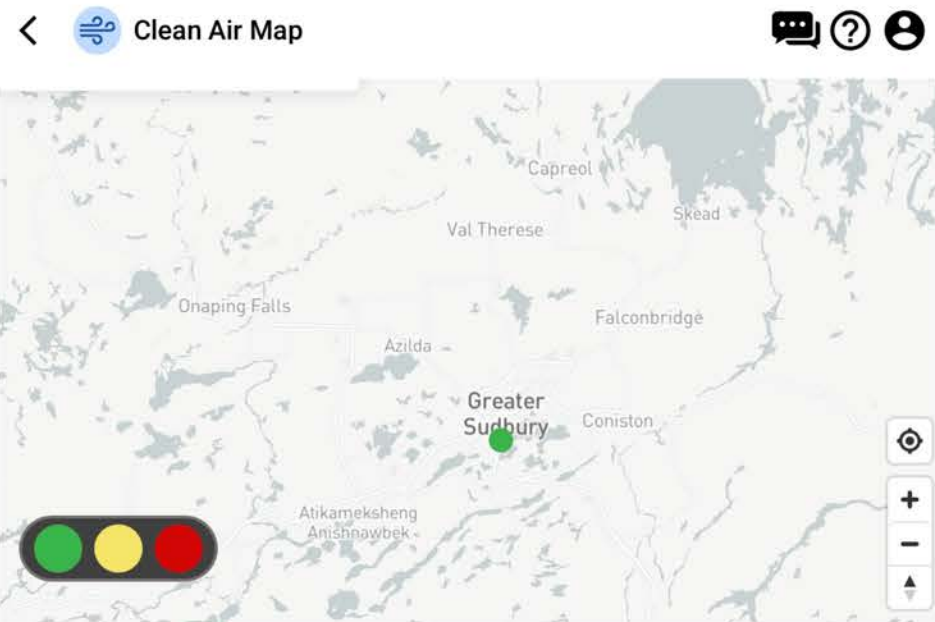 Clean Air Map
Capreol
Skead
Val Therese
Onaping Falls
Falconbridge
Azilda
Greater
Sudbury
Coniston
Atikameksheng
Anishnawbek